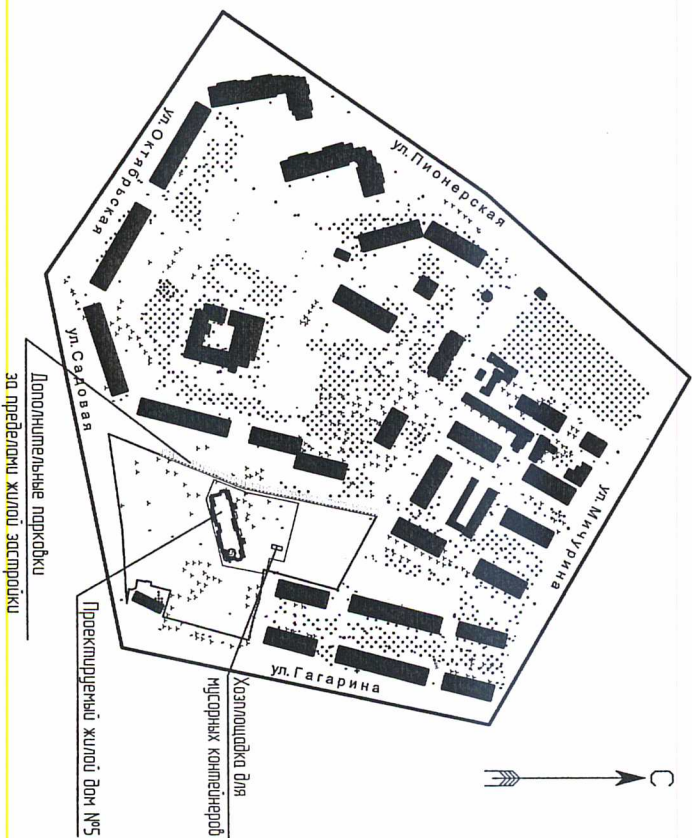 ул. Пионерская
ул. Октябрьская
ул. Мичурина
ул. Садовая
ул. Гагарина
С
Дополнительные парковки
за пределами жилой застройки
Хозплощадка для
мусорных контейнеров
Проектируемый жилой дом №5